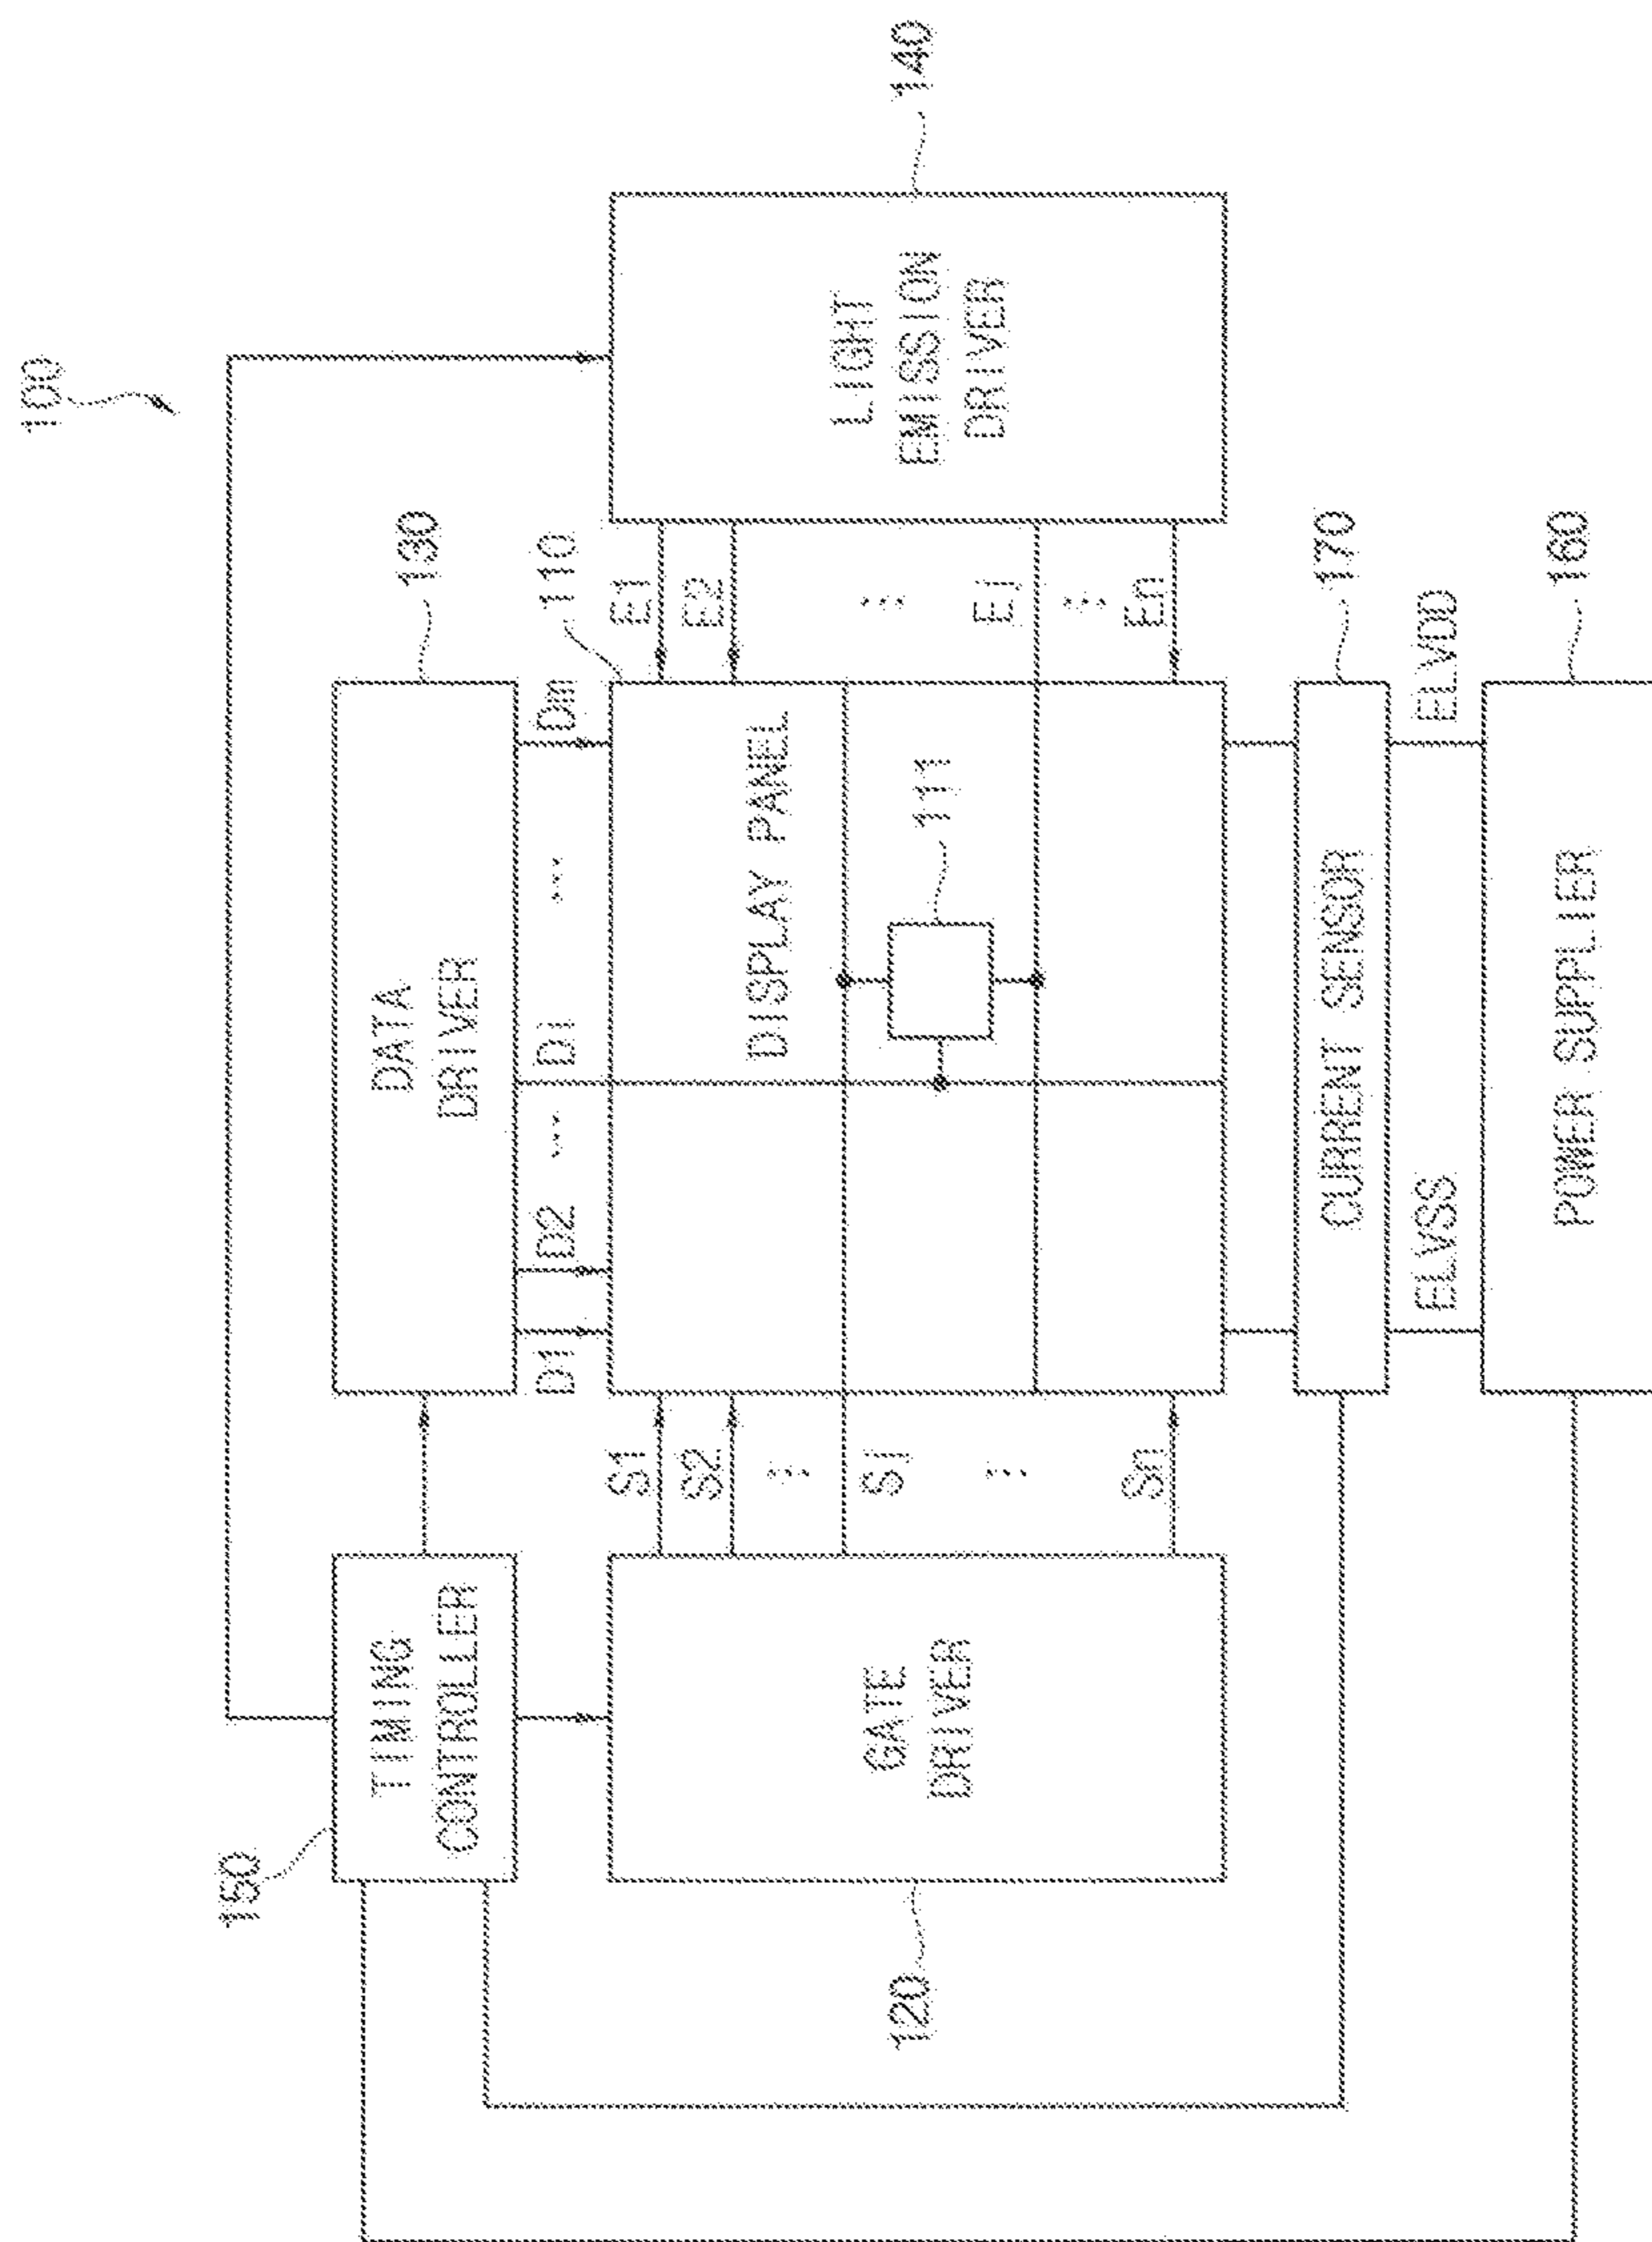 100
150
TIMING
CONTROLLER
DATA
DRIVER
130
D1
D2
...
Di
...
Dm
110
S1
S2
...
Sj
...
Sn
GATE
DRIVER
120
DISPLAY PANEL
111
E1
E2
...
Ej
...
En
LIGHT
EMISSION
DRIVER
140
CURRENT SENSOR
170
ELVSS
ELVDD
POWER SUPPLIER
160